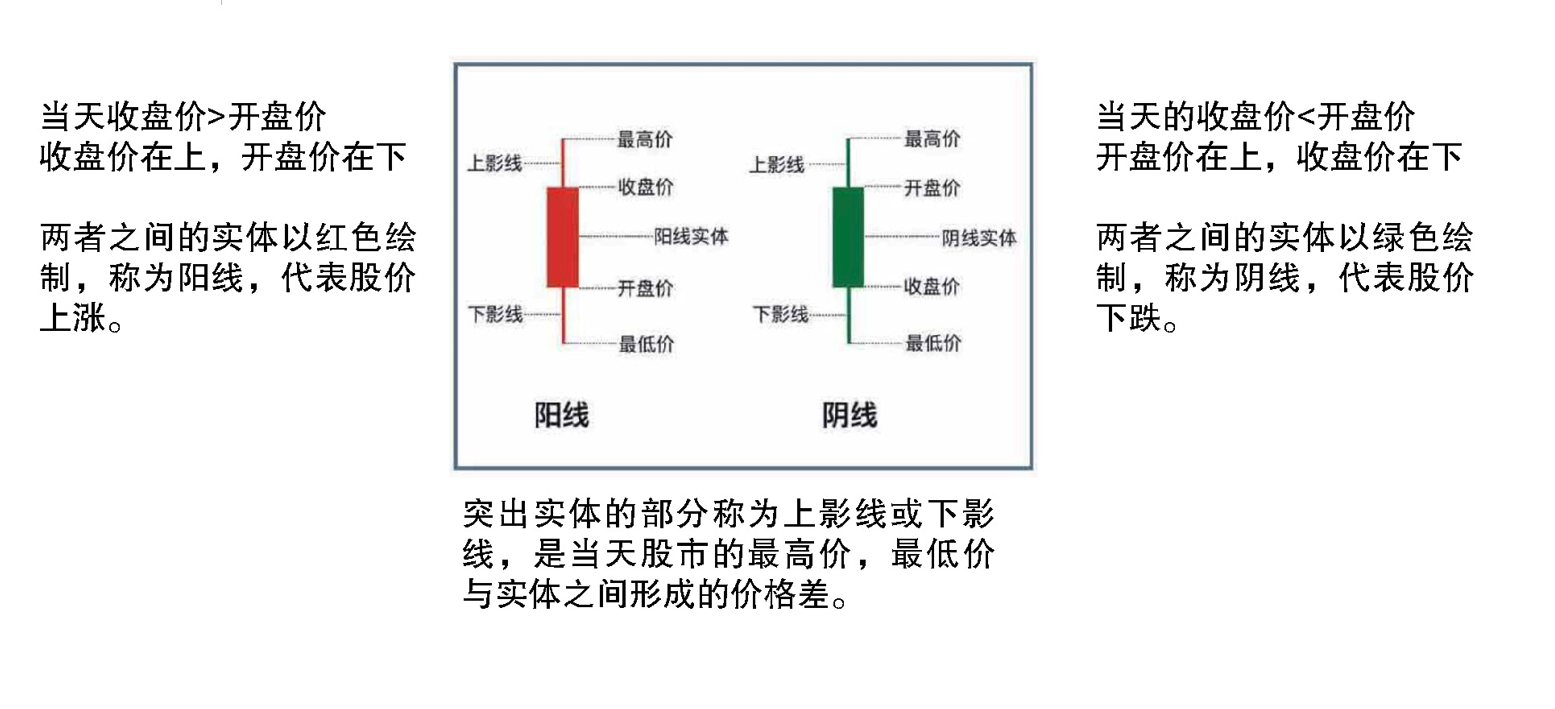 当天收盘价>开盘价
收盘价在上，开盘价在下
两者之间的实体以红色绘
制，称为阳线，代表股价
上涨。
最高价
上影线
收盘价
阳线实体
开盘价
下影线
最低价
阳线
最高价
上影线
开盘价
阴线实体
收盘价
下影线
最低价
阴线
当天的收盘价<开盘价
开盘价在上，收盘价在下
两者之间的实体以绿色绘
制，称为阴线，代表股价
下跌。
突出实体的部分称为上影线或下影
线，是当天股市的最高价，最低价
与实体之间形成的价格差。